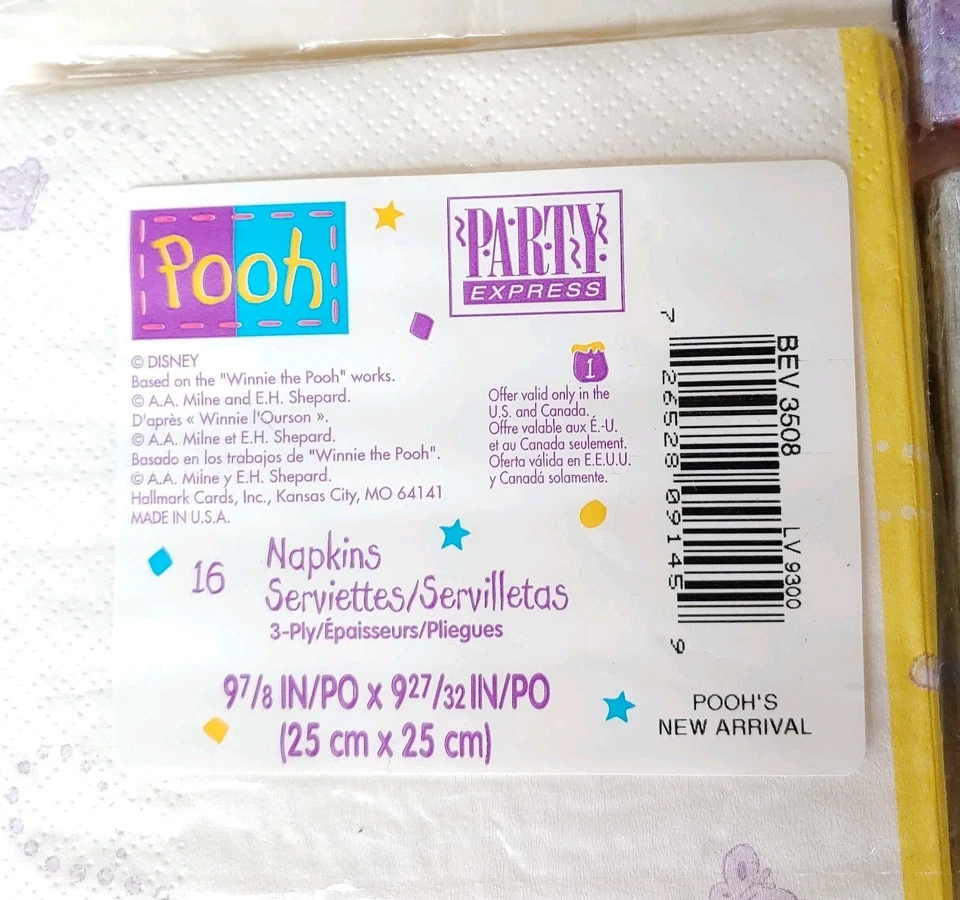 Pooh
PARTY
EXPRESS
© DISNEY
Based on the "Winnie the Pooh" works.
© A.A. Milne and E.H. Shepard.
D'après « Winnie l'Ourson ».
© A.A. Milne et E.H. Shepard.
Basado en los trabajos de "Winnie the Pooh".
© A.A. Milne y E.H. Shepard.
Hallmark Cards, Inc., Kansas City, MO 64141
MADE IN U.S.A.
1
Offer valid only in the
U.S. and Canada.
Offre valable aux É.-U.
et au Canada seulement.
Oferta válida en E.E.U.U.
y Canadá solamente.
16 Napkins
Serviettes/Servilletas
3-Ply/Épaisseurs/Pliegues
9 7/8 IN/PO x 9 27/32 IN/PO
(25 cm x 25 cm)
BEV 3508
LV 9300
7 26528 09145 9
POOH'S
NEW ARRIVAL